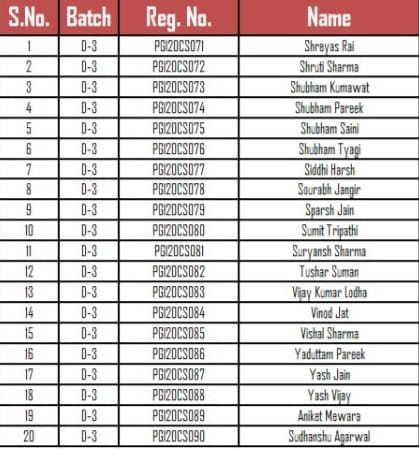 S.No. Batch Reg. No. Name
1 D-3 PGI20CS071 Shreyas Rai
2 D-3 PGI20CS072 Shruti Sharma
3 D-3 PGI20CS073 Shubham Kumawat
4 D-3 PGI20CS074 Shubham Pareek
5 D-3 PGI20CS075 Shubham Saini
6 D-3 PGI20CS076 Shubham Tyagi
7 D-3 PGI20CS077 Siddhi Harsh
8 D-3 PGI20CS078 Sourabh Jangir
9 D-3 PGI20CS079 Sparsh Jain
10 D-3 PGI20CS080 Sumit Tripathi
11 D-3 PGI20CS081 Suryansh Sharma
12 D-3 PGI20CS082 Tushar Suman
13 D-3 PGI20CS083 Vijay Kumar Lodha
14 D-3 PGI20CS084 Vinod Jat
15 D-3 PGI20CS085 Vishal Sharma
16 D-3 PGI20CS086 Yaduttam Pareek
17 D-3 PGI20CS087 Yash Jain
18 D-3 PGI20CS088 Yash Vijay
19 D-3 PGI20CS089 Aniket Mewara
20 D-3 PGI20CS090 Sudhanshu Agarwal